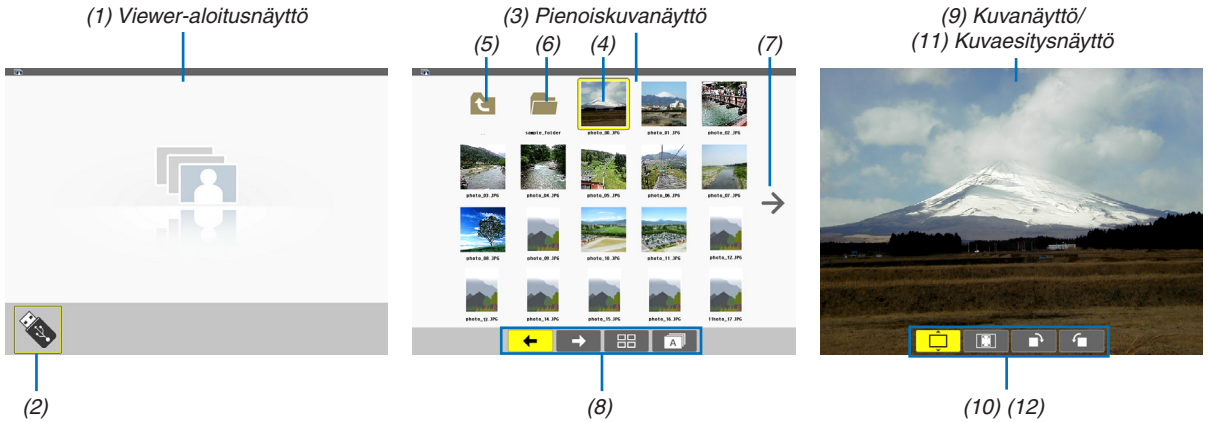 (1) Viewer-aloitusnäyttö
(3) Pienoiskuvanäyttö
(9) Kuvanäyttö/
(11) Kuvaesitysnäyttö
(5) (6) (4) (7)
sample_folder photo_00.JPG photo_01.JPG photo_02.JPG
photo_03.JPG photo_04.JPG photo_05.JPG photo_06.JPG photo_07.JPG
photo_08.JPG photo_09.JPG photo_10.JPG photo_11.JPG photo_12.JPG
photo_13.JPG photo_14.JPG photo_15.JPG photo_16.JPG
A
(2)
(8)
(10) (12)